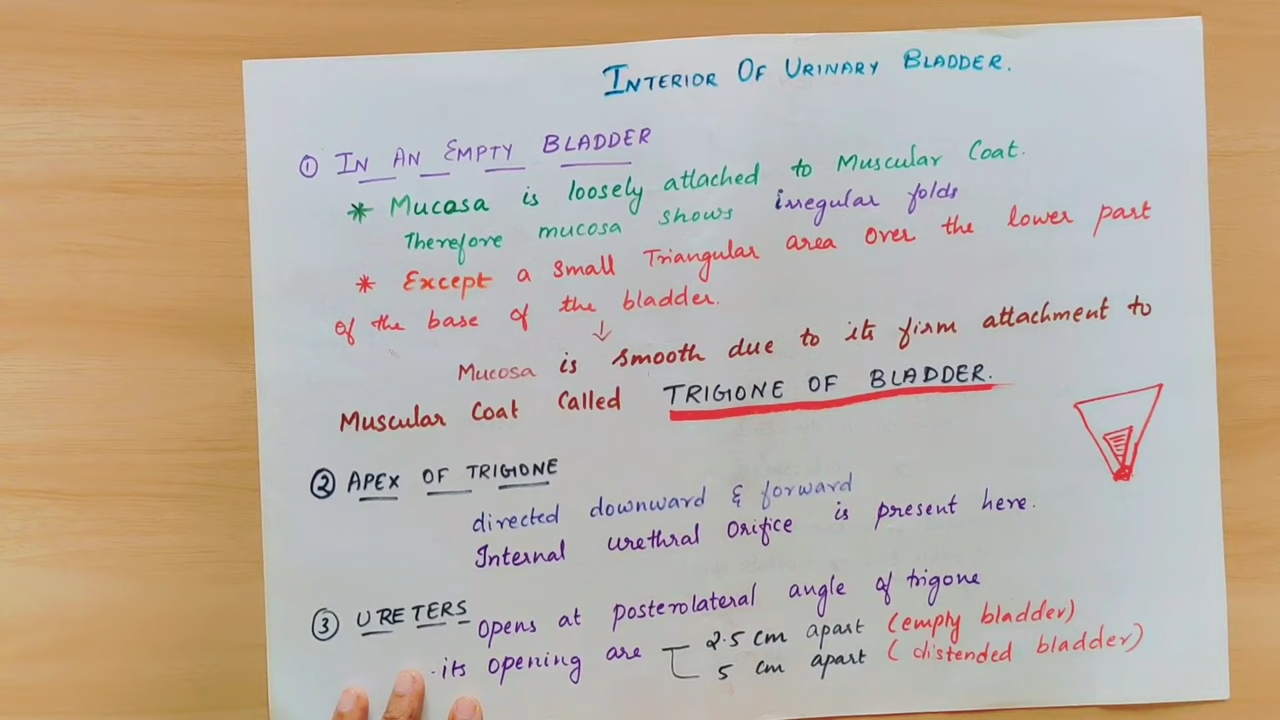 INTERIOR OF URINARY BLADDER.
① IN AN EMPTY BLADDER
* Mucosa is loosely attached to Muscular Coat.
Therefore mucosa shows irregular folds
* Except a small Triangular area over the lower part
of the base of the bladder.
↓
Mucosa is smooth due to its firm attachment to
Muscular Coat Called TRIGIONE OF BLADDER.
② APEX OF TRIGIONE
directed downward & forward
Internal urethral orifice is present here.
③ URETERS
Opens at posterolateral angle of trigone
. its opening are 2.5 cm apart (empty bladder)
5 cm apart (distended bladder)